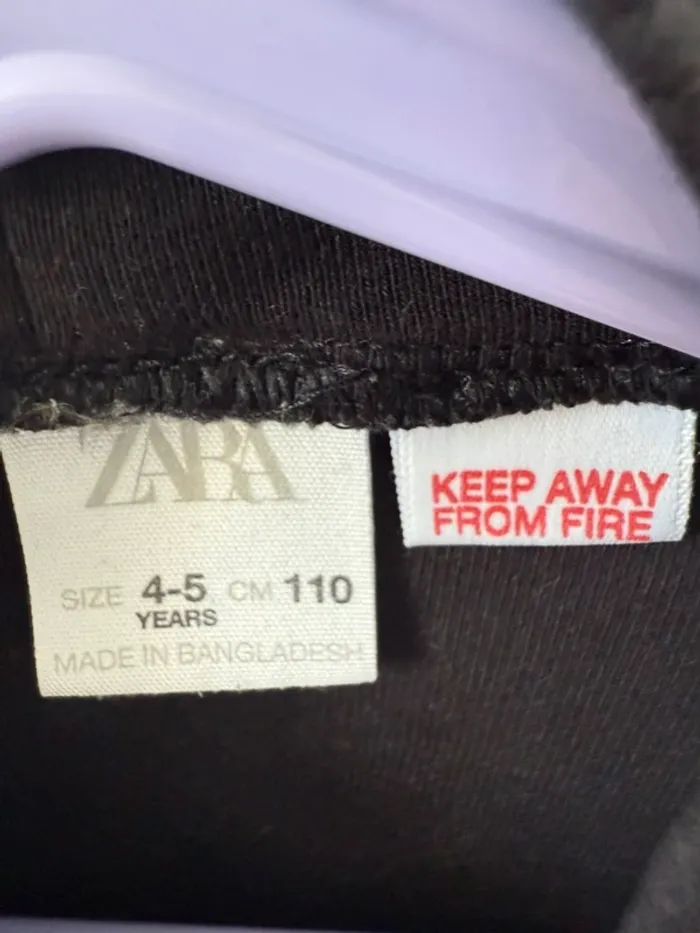 ZARA
SIZE 4-5 CM 110
YEARS
MADE IN BANGLADESH
KEEP AWAY
FROM FIRE